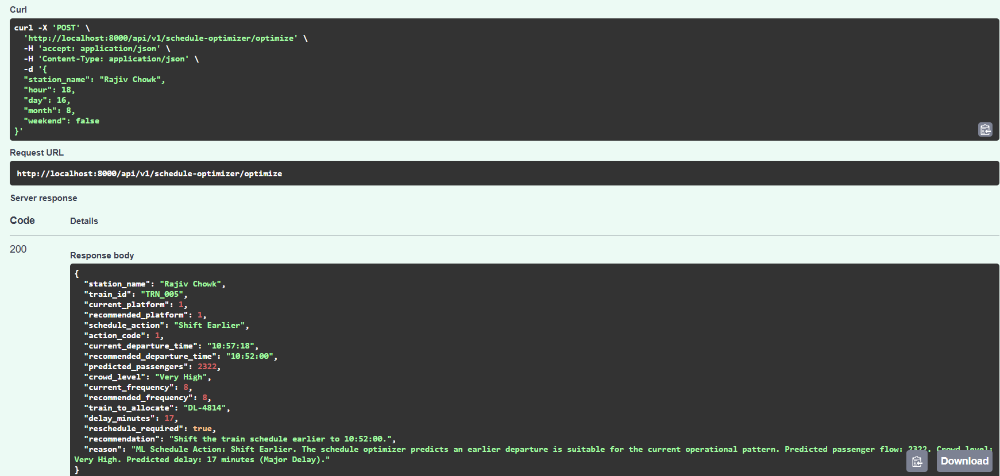 Curl
curl -X 'POST' \
  'http://localhost:8000/api/v1/schedule-optimizer/optimize' \
  -H 'accept: application/json' \
  -H 'Content-Type: application/json' \
  -d '{
  "station_name": "Rajiv Chowk",
  "hour": 18,
  "day": 16,
  "month": 8,
  "weekend": false
}'
Request URL
http://localhost:8000/api/v1/schedule-optimizer/optimize
Server response
Code Details
200
Response body
{
  "station_name": "Rajiv Chowk",
  "train_id": "TRN_005",
  "current_platform": 1,
  "recommended_platform": 1,
  "schedule_action": "Shift Earlier",
  "action_code": 1,
  "current_departure_time": "10:57:18",
  "recommended_departure_time": "10:52:00",
  "predicted_passengers": 2322,
  "crowd_level": "Very High",
  "current_frequency": 8,
  "recommended_frequency": 8,
  "train_to_allocate": "DL-4814",
  "delay_minutes": 17,
  "reschedule_required": true,
  "recommendation": "Shift the train schedule earlier to 10:52:00.",
  "reason": "ML Schedule Action: Shift Earlier. The schedule optimizer predicts an earlier departure is suitable for the current operational pattern. Predicted passenger flow: 2322. Crowd level:
Very High. Predicted delay: 17 minutes (Major Delay)."
}
Download